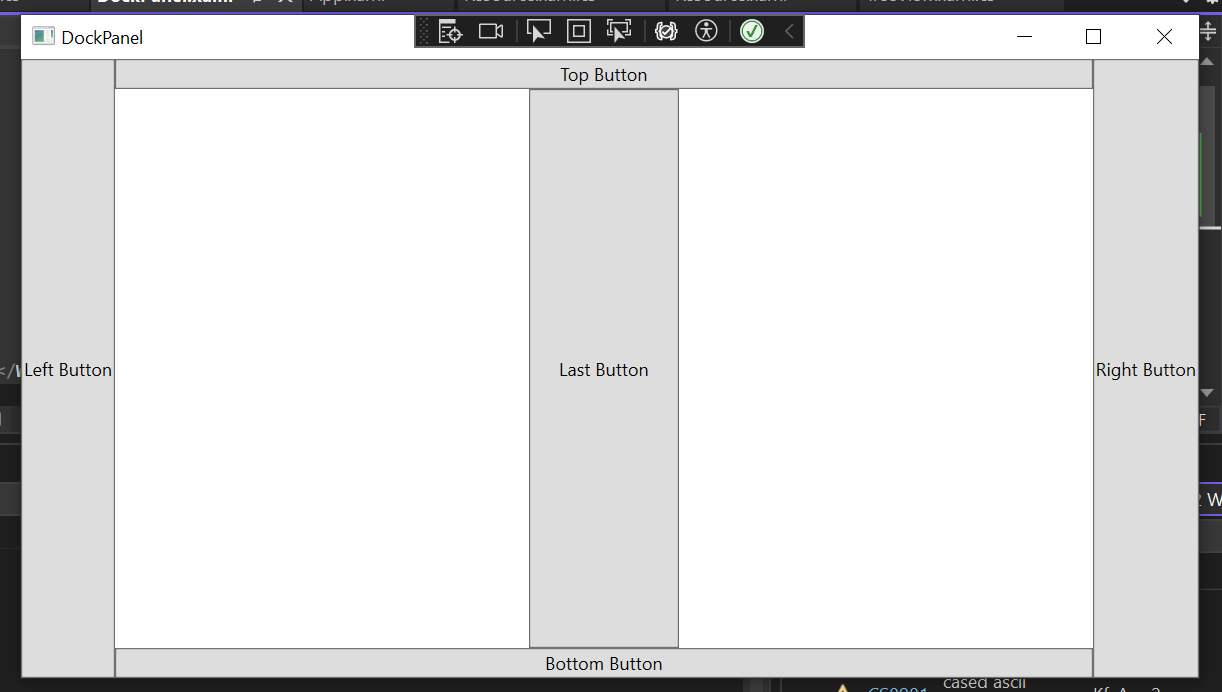 DockPanel
Top Button
Left Button
Last Button
Right Button
Bottom Button
cased ascii